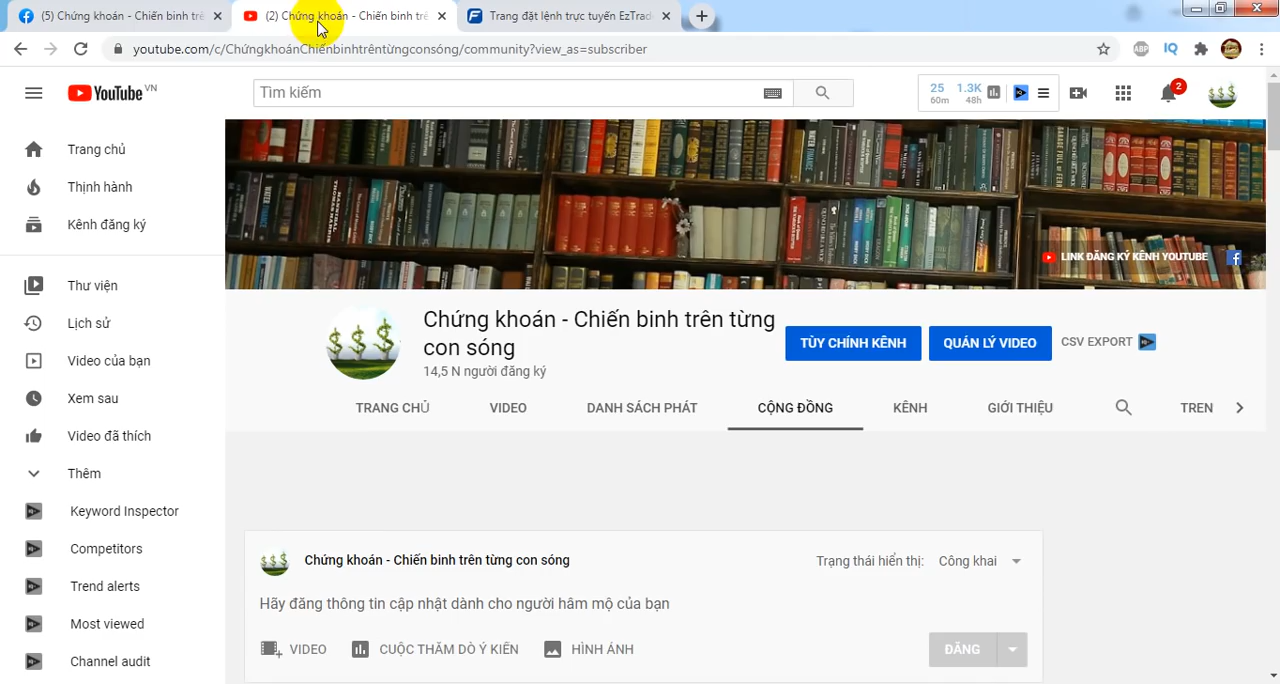 (5) Chứng khoán - Chiến binh trê
(2) Chứng khoán - Chiến binh trê
Trang đặt lệnh trực tuyến EzTrad
youtube.com/c/ChứngkhoánChiếnbinhtrêntừngconsóng/community?view_as=subscriber
ABP
IQ
YouTube VN
Tìm kiếm
25
60m
1.3K
48h
2
Trang chủ
Thịnh hành
Kênh đăng ký
Thư viện
Lịch sử
Video của bạn
Xem sau
Video đã thích
Thêm
Keyword Inspector
Competitors
Trend alerts
Most viewed
Channel audit
LINK ĐĂNG KÝ KÊNH YOUTUBE
Chứng khoán - Chiến binh trên từng
con sóng
14,5 N người đăng ký
TÙY CHỈNH KÊNH
QUẢN LÝ VIDEO
CSV EXPORT
TRANG CHỦ
VIDEO
DANH SÁCH PHÁT
CỘNG ĐỒNG
KÊNH
GIỚI THIỆU
TREN
Chứng khoán - Chiến binh trên từng con sóng
Trạng thái hiển thị:
Công khai
Hãy đăng thông tin cập nhật dành cho người hâm mộ của bạn
VIDEO
CUỘC THĂM DÒ Ý KIẾN
HÌNH ẢNH
ĐĂNG